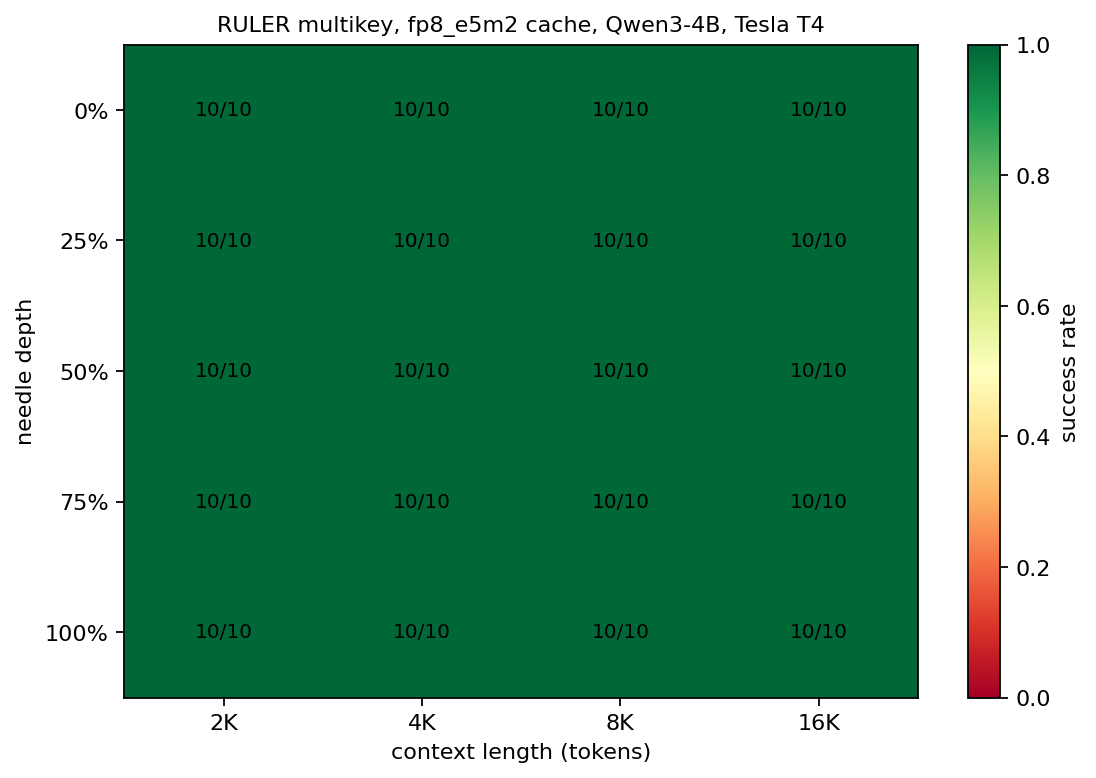 RULER multikey, fp8_e5m2 cache, Qwen3-4B, Tesla T4
needle depth
0% 10/10 10/10 10/10 10/10
25% 10/10 10/10 10/10 10/10
50% 10/10 10/10 10/10 10/10
75% 10/10 10/10 10/10 10/10
100% 10/10 10/10 10/10 10/10
2K 4K 8K 16K
context length (tokens)
1.0
0.8
0.6
0.4
0.2
0.0
success rate